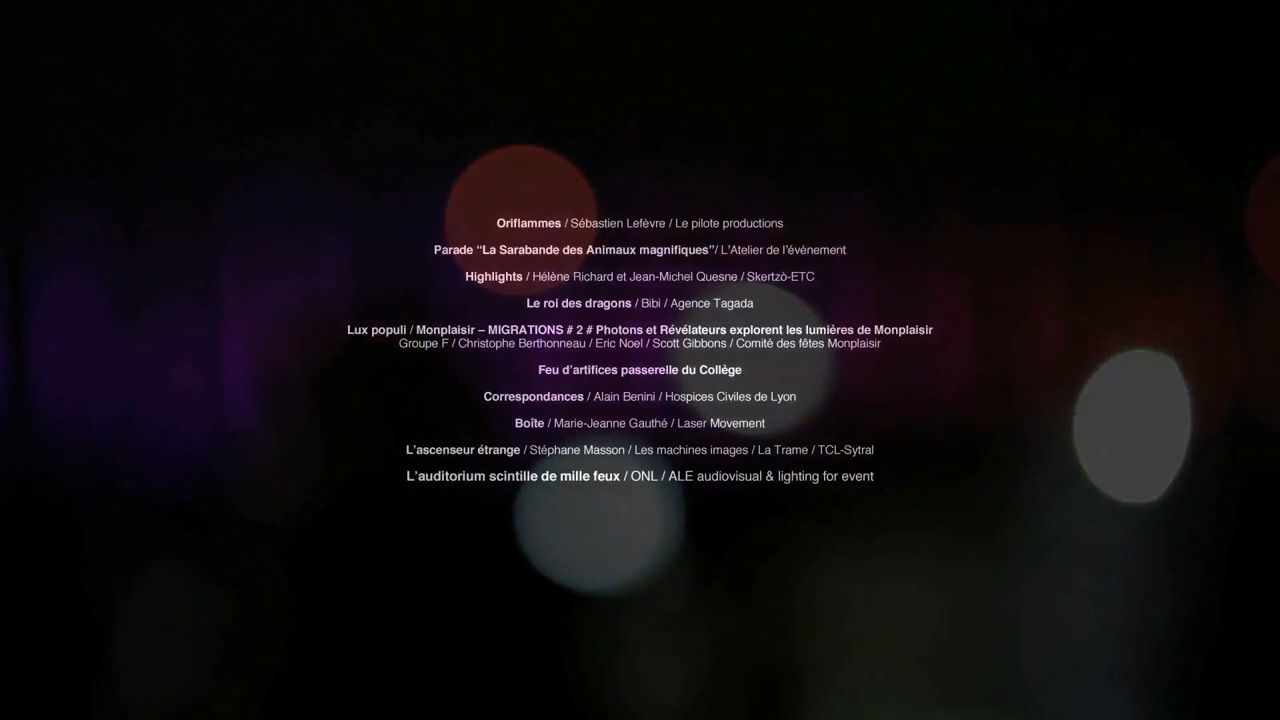 Oriflammes / Sébastien Lefèvre / Le pilote productions
Parade “La Sarabande des Animaux magnifiques”/ L’Atelier de l’événement
Highlights / Hélène Richard et Jean-Michel Quesne / Skertzò-ETC
Le roi des dragons / Bibi / Agence Tagada
Lux populi / Monplaisir – MIGRATIONS # 2 # Photons et Révélateurs explorent les lumières de Monplaisir
Groupe F / Christophe Berthonneau / Eric Noel / Scott Gibbons / Comité des fêtes Monplaisir
Feu d’artifices passerelle du Collège
Correspondances / Alain Benini / Hospices Civiles de Lyon
Boîte / Marie-Jeanne Gauthé / Laser Movement
L’ascenseur étrange / Stéphane Masson / Les machines images / La Trame / TCL-Sytral
L’auditorium scintille de mille feux / ONL / ALE audiovisual & lighting for event